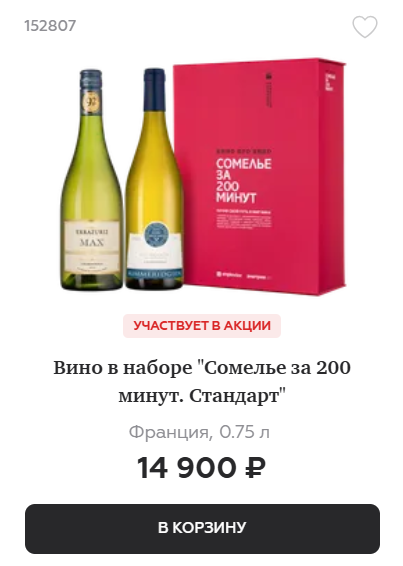 152807
ERRAZURIZ
MAX
СОМЕЛЬЕ
ЗА
200
МИНУТ
УЧАСТВУЕТ В АКЦИИ
Вино в наборе "Сомелье за 200
минут. Стандарт"
Франция, 0.75 л
14 900 ₽
В КОРЗИНУ